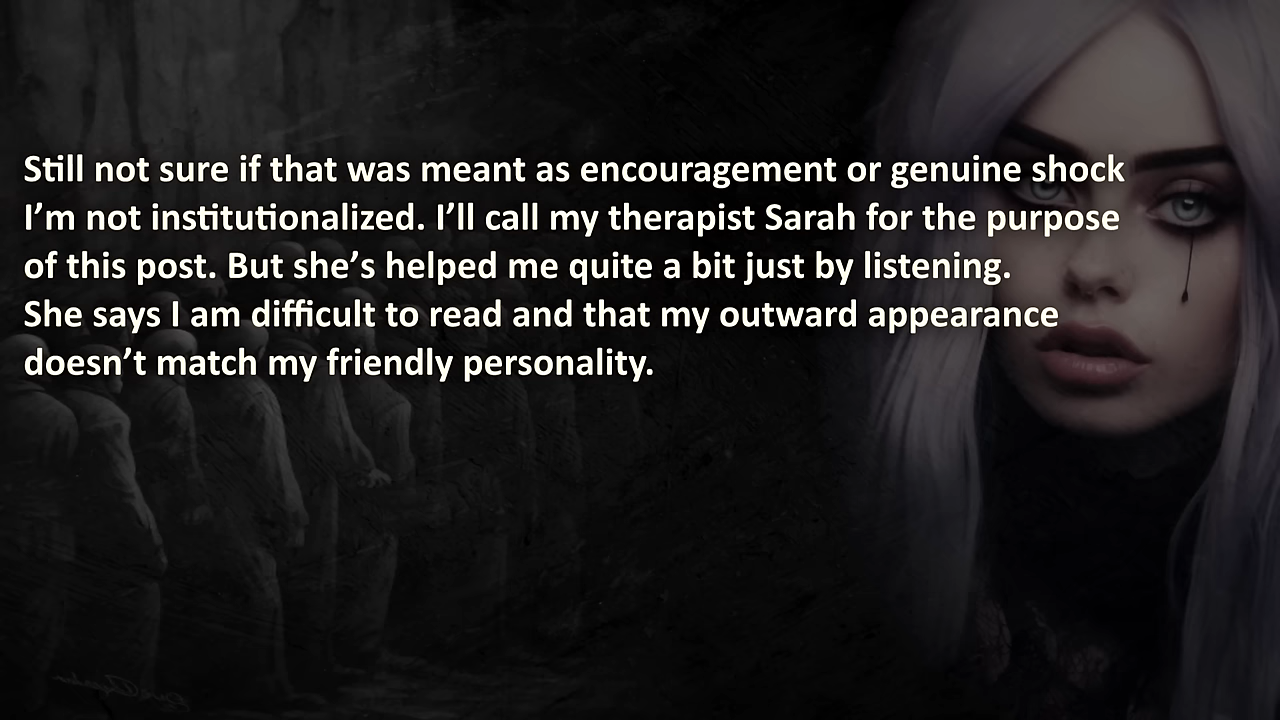 Still not sure if that was meant as encouragement or genuine shock
I’m not institutionalized. I’ll call my therapist Sarah for the purpose
of this post. But she’s helped me quite a bit just by listening.
She says I am difficult to read and that my outward appearance
doesn’t match my friendly personality.